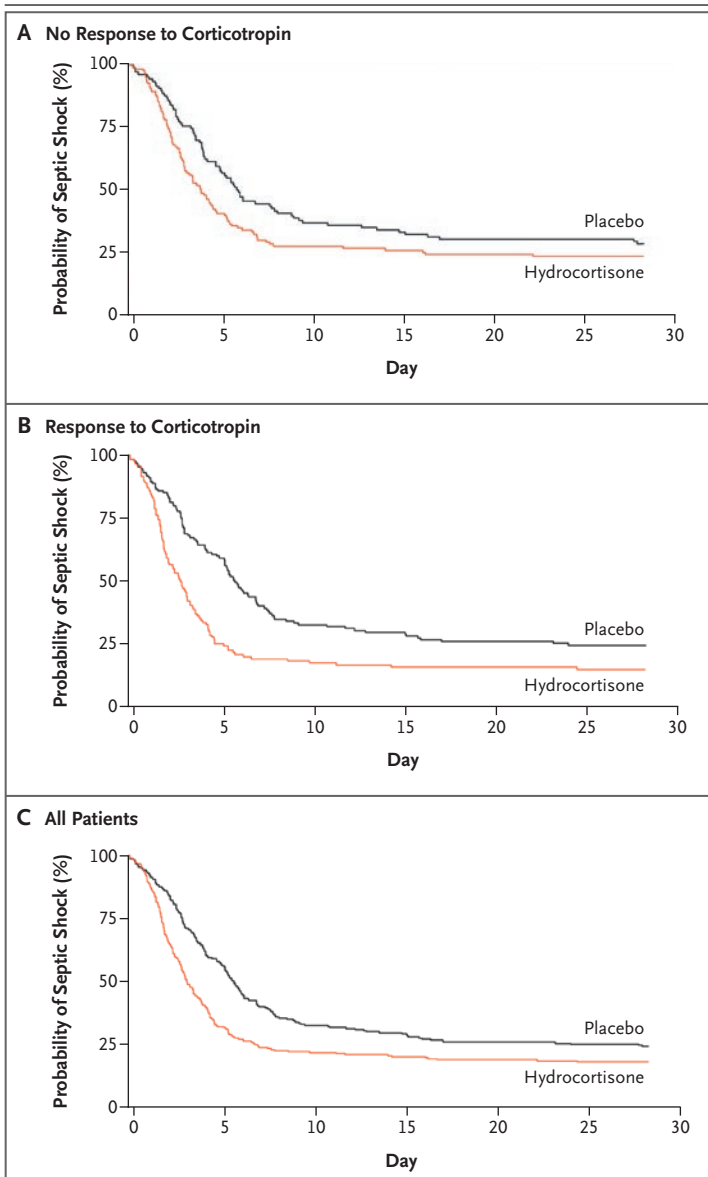 A No Response to Corticotropin
Probability of Septic Shock (%)
100
75
50
25
0
Placebo
Hydrocortisone
0 5 10 15 20 25 30
Day
B Response to Corticotropin
Probability of Septic Shock (%)
100
75
50
25
0
Placebo
Hydrocortisone
0 5 10 15 20 25 30
Day
C All Patients
Probability of Septic Shock (%)
100
75
50
25
0
Placebo
Hydrocortisone
0 5 10 15 20 25 30
Day